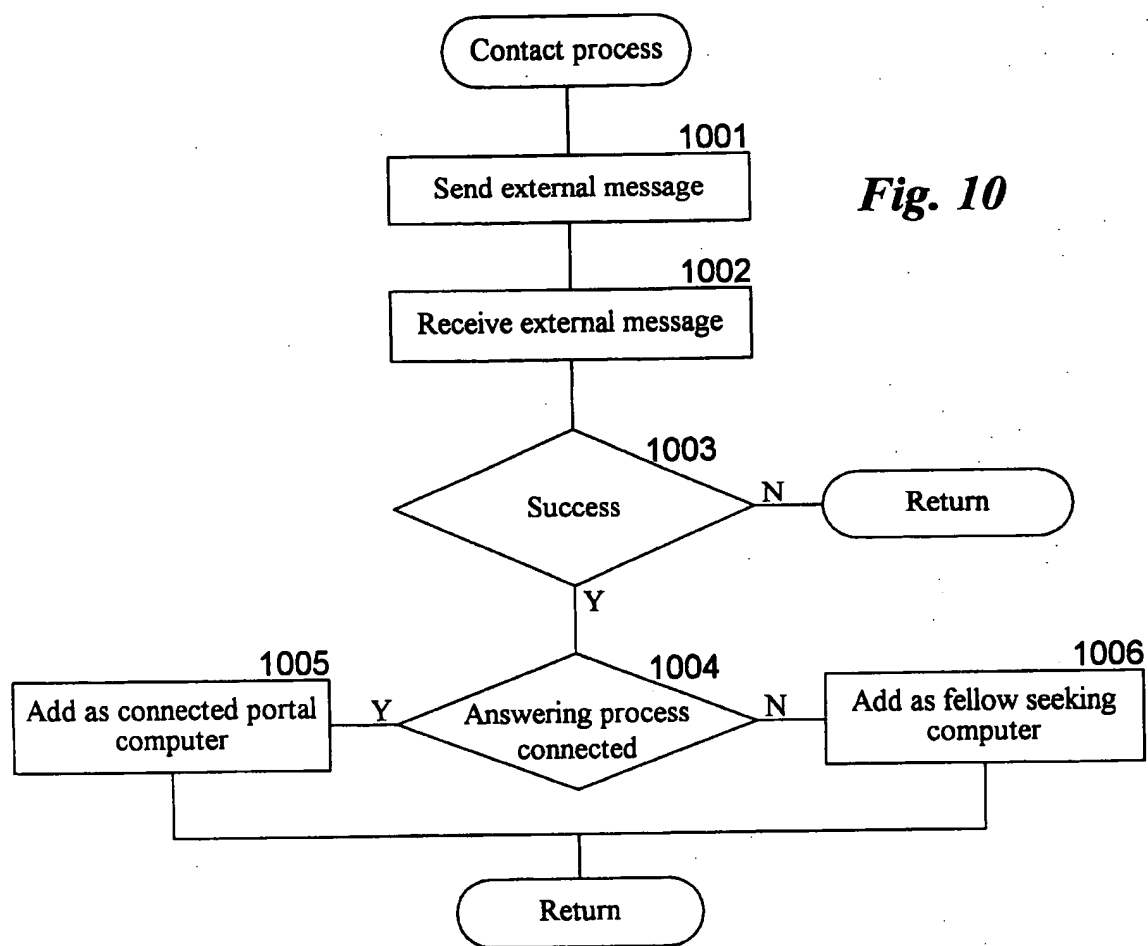 Contact process
1001
Send external message
Fig. 10
1002
Receive external message
1003
Success
N
Return
Y
1004
Answering process
connected
1005
Add as connected portal
computer
Y
N
1006
Add as fellow seeking
computer
Return